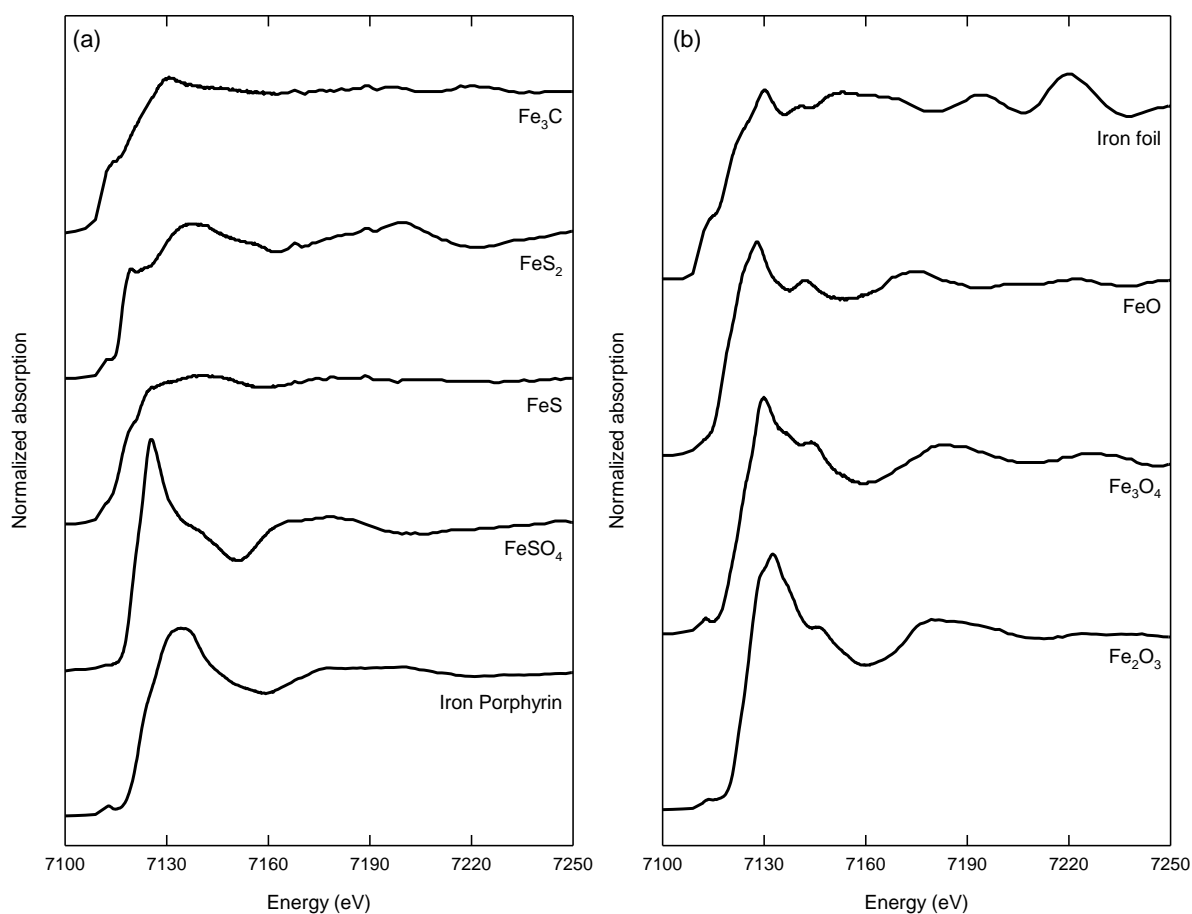 (a)
Fe₃C
FeS₂
FeS
FeSO₄
Iron Porphyrin
Normalized absorption
7100 7130 7160 7190 7220 7250
Energy (eV)
(b)
Iron foil
FeO
Fe₃O₄
Fe₂O₃
Normalized absorption
7100 7130 7160 7190 7220 7250
Energy (eV)